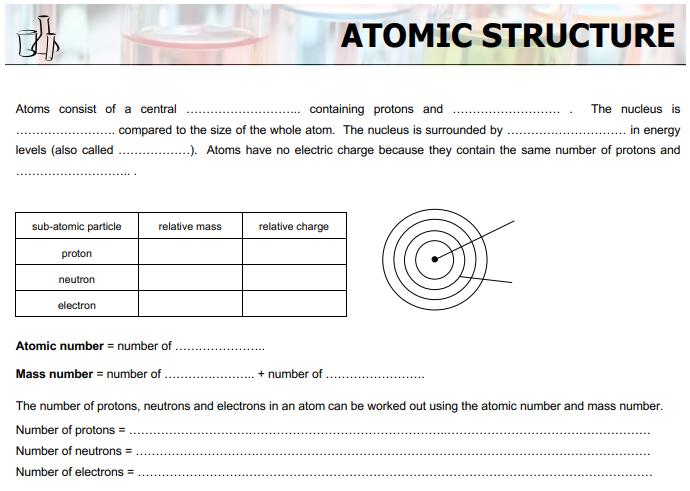 ATOMIC STRUCTURE
Atoms consist of a central ………………………….. containing protons and ……………………… . The nucleus is
……………………. compared to the size of the whole atom. The nucleus is surrounded by ………………………… in energy
levels (also called ………………). Atoms have no electric charge because they contain the same number of protons and
……………………….. .
sub-atomic particle relative mass relative charge
proton
neutron
electron
Atomic number = number of …………………..
Mass number = number of ………………….. + number of …………………….
The number of protons, neutrons and electrons in an atom can be worked out using the atomic number and mass number.
Number of protons = ……………………………………………………………………………………………………………………
Number of neutrons = ……………………………………………………………………………………………………………………
Number of electrons = ……………………………………………………………………………………………………………………